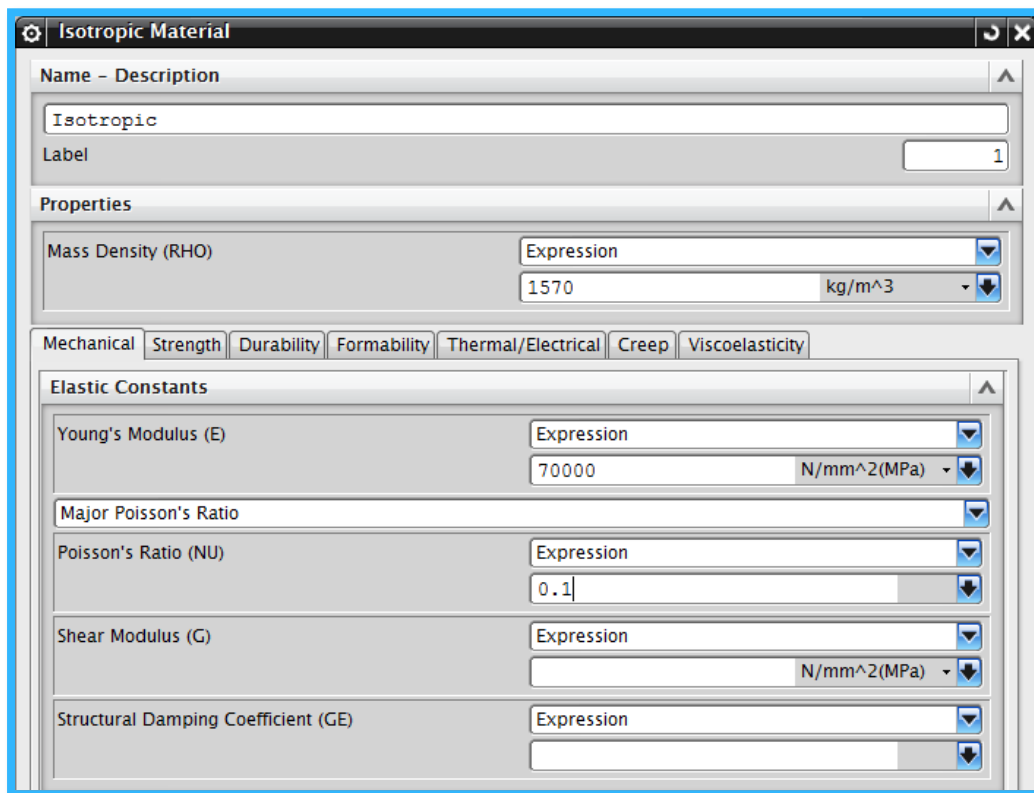 Isotropic Material
Name - Description
Isotropic
Label 1
Properties
Mass Density (RHO) Expression
1570 kg/m^3
Mechanical Strength Durability Formability Thermal/Electrical Creep Viscoelasticity
Elastic Constants
Young's Modulus (E) Expression
70000 N/mm^2(MPa)
Major Poisson's Ratio
Poisson's Ratio (NU) Expression
0.1
Shear Modulus (G) Expression
N/mm^2(MPa)
Structural Damping Coefficient (GE) Expression